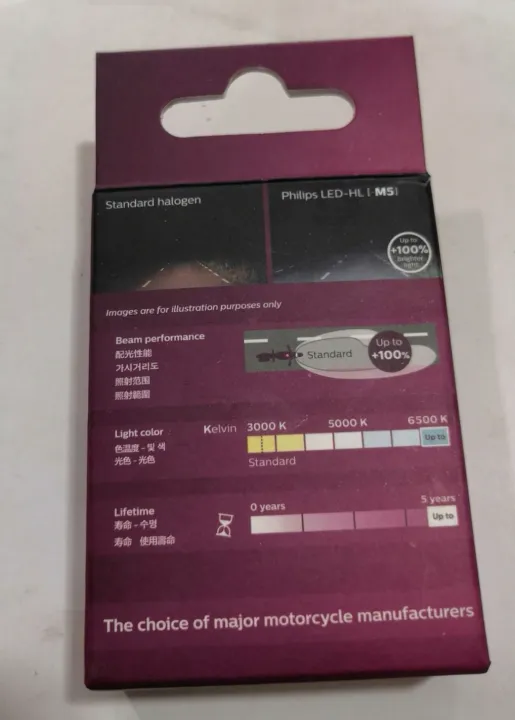 Standard halogen
Philips LED-HL [ M5]
Up to
+100%
brighter
light
Images are for illustration purposes only
Beam performance
配光性能
가시거리도
照射范围
照射範圍
Standard
Up to
+100%
Light color
色温度 - 빛 색
光色 - 光色
Kelvin
3000 K
5000 K
6500 K
Up to
Standard
Lifetime
寿命 - 수명
寿命 使用壽命
0 years
5 years
Up to
The choice of major motorcycle manufacturers